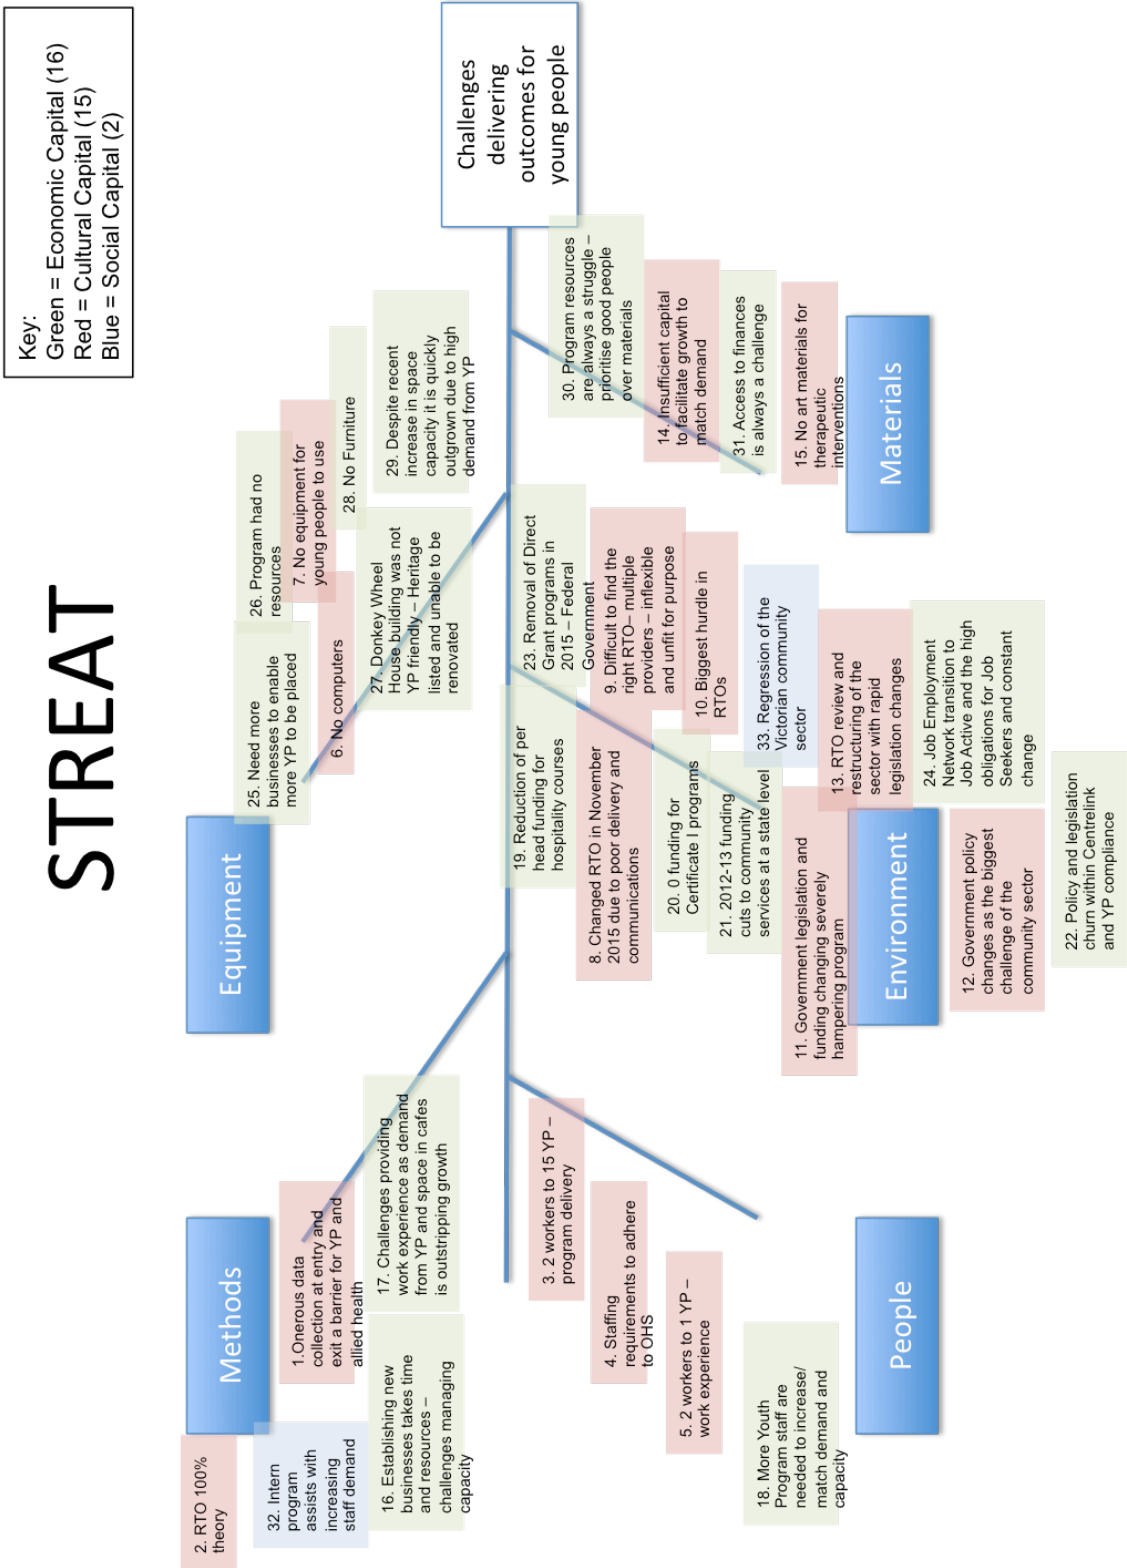 STREAT
Key:
Green = Economic Capital (16)
Red = Cultural Capital (15)
Blue = Social Capital (2)
Methods
Equipment
2. RTO 100%
theory
32. Intern
program
assists with
increasing
staff demand
16. Establishing new
businesses takes time
and resources –
challenges managing
capacity
1.Onerous data
collection at entry and
exit a barrier for YP and
allied health
17. Challenges providing
work experience as demand
from YP and space in cafes
is outstripping growth
25. Need more
businesses to enable
more YP to be placed
26. Program had no
resources
6. No computers
7. No equipment for
young people to use
27. Donkey Wheel
House building was not
YP friendly – Heritage
listed and unable to be
renovated
28. No Furniture
29. Despite recent
increase in space
capacity it is quickly
outgrown due to high
demand from YP
Challenges
delivering
outcomes for
young people
3. 2 workers to 15 YP –
program delivery
4. Staffing
requirements to adhere
to OHS
5. 2 workers to 1 YP –
work experience
18. More Youth
Program staff are
needed to increase/
match demand and
capacity
People
19. Reduction of per
head funding for
hospitality courses
8. Changed RTO in November
2015 due to poor delivery and
communications
20. 0 funding for
Certificate I programs
21. 2012-13 funding
cuts to community
services at a state level
11. Government legislation and
funding changing severely
hampering program
23. Removal of Direct
Grant programs in
2015 – Federal
Government
9. Difficult to find the
right RTO– multiple
providers – inflexible
and unfit for purpose
10. Biggest hurdle in
RTOs
33. Regression of the
Victorian community
sector
13. RTO review and
restructuring of the
sector with rapid
legislation changes
24. Job Employment
Network transition to
Job Active and the high
obligations for Job
Seekers and constant
change
Environment
12. Government policy
changes as the biggest
challenge of the
community sector
22. Policy and legislation
churn within Centrelink
and YP compliance
30. Program resources
are always a struggle –
prioritise good people
over materials
14. Insufficient capital
to facilitate growth to
match demand
31. Access to finances
is always a challenge
15. No art materials for
therapeutic
interventions
Materials